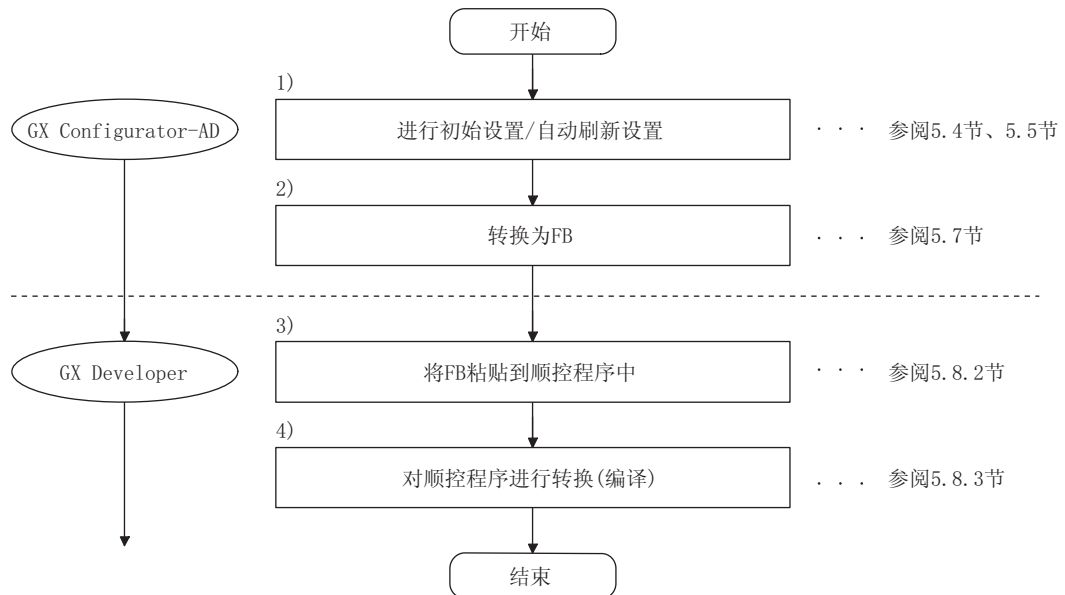 开始
1)
GX Configurator-AD
进行初始设置/自动刷新设置
· · · 参阅5.4节、5.5节
2)
转换为FB
. . . 参阅5.7节
3)
GX Developer
将FB粘贴到顺控程序中
· · · 参阅5.8.2节
4)
对顺控程序进行转换(编译)
. . . 参阅5.8.3节
结束